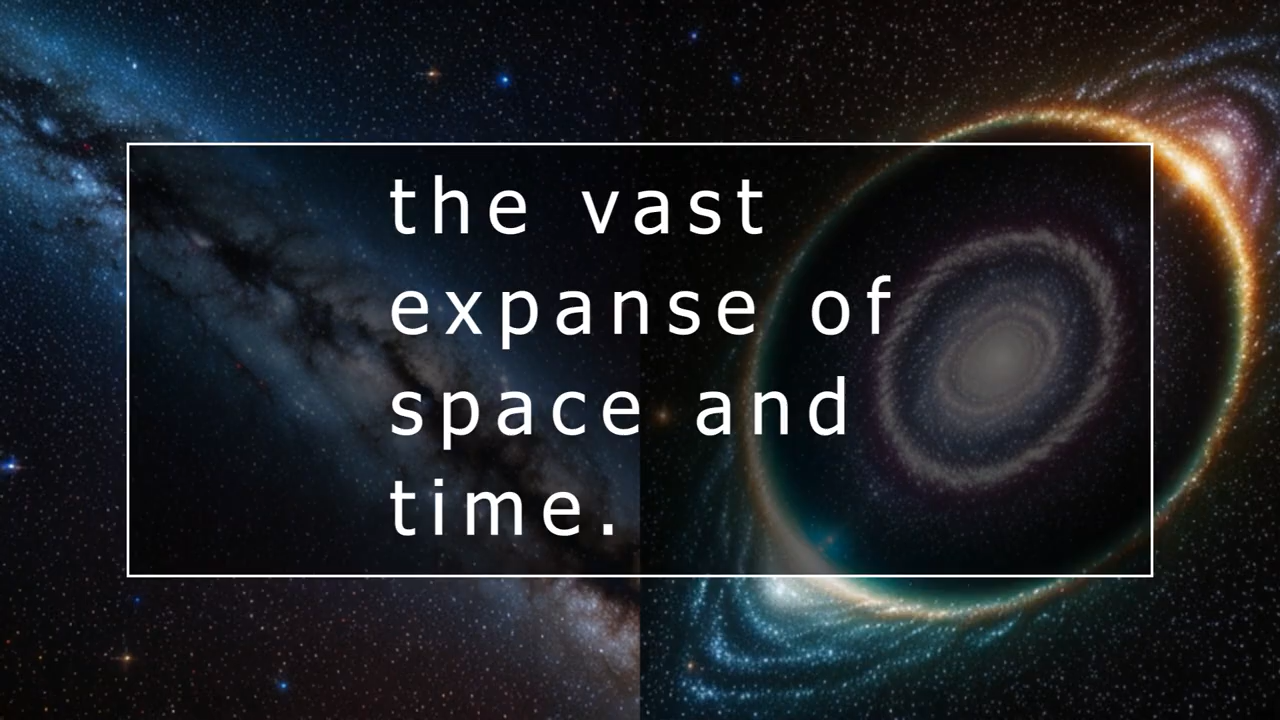 the vast
expanse of
space and
time.